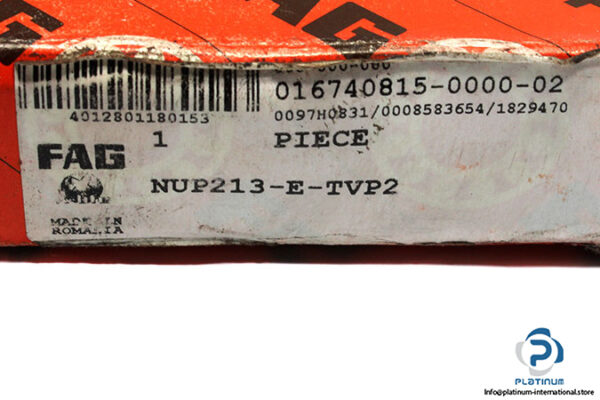 FAG
016740815-0000-02
4012801180153
0097H0831/0008583654/1829470
FAG
1 PIECE
NUP213-E-TVP2
MADE IN
ROMANIA
PLATINUM
info@platinum-international.store